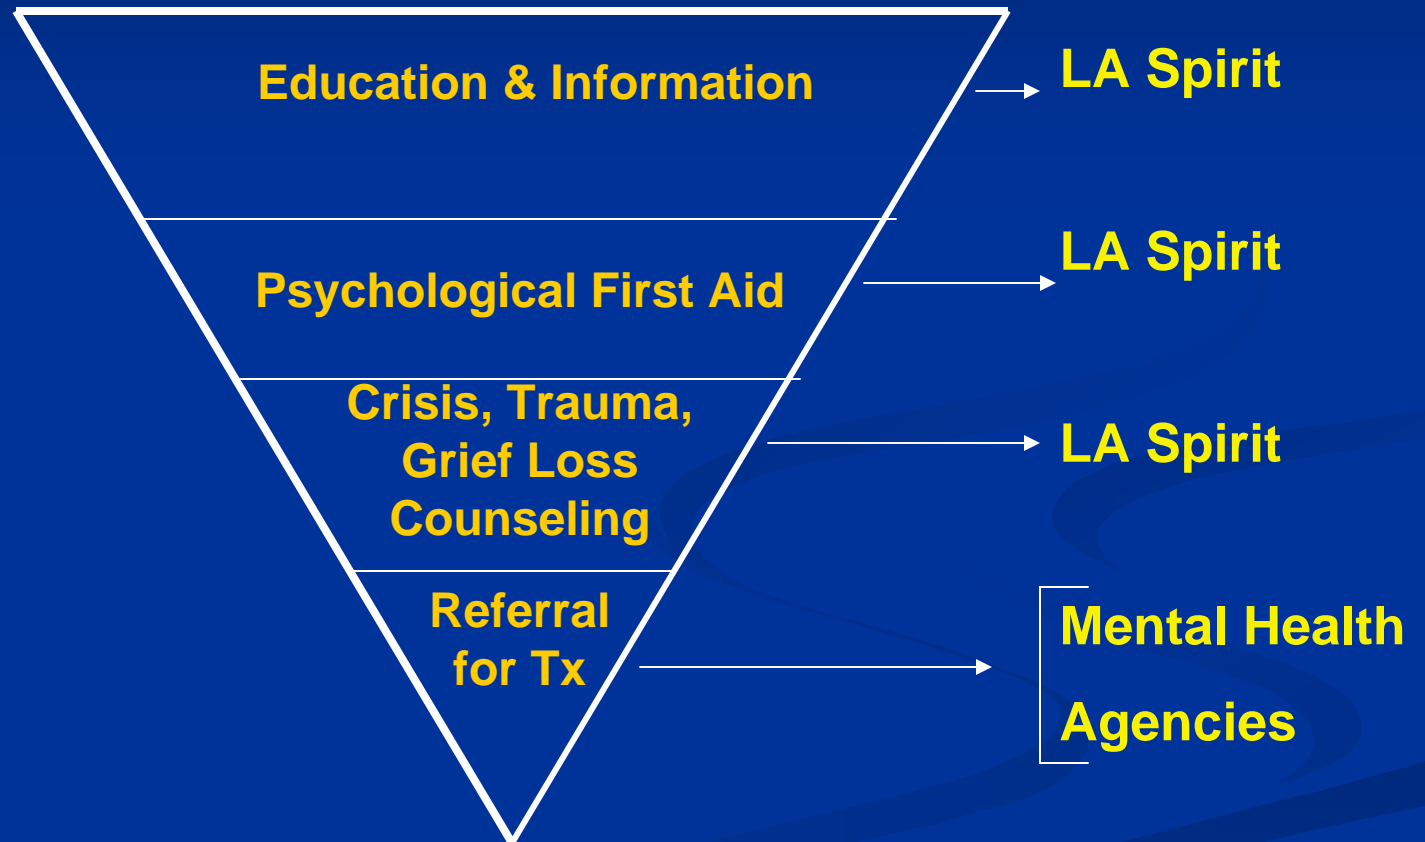 Education & Information
LA Spirit
Psychological First Aid
LA Spirit
Crisis, Trauma,
Grief Loss
Counseling
LA Spirit
Referral
for Tx
Mental Health
Agencies